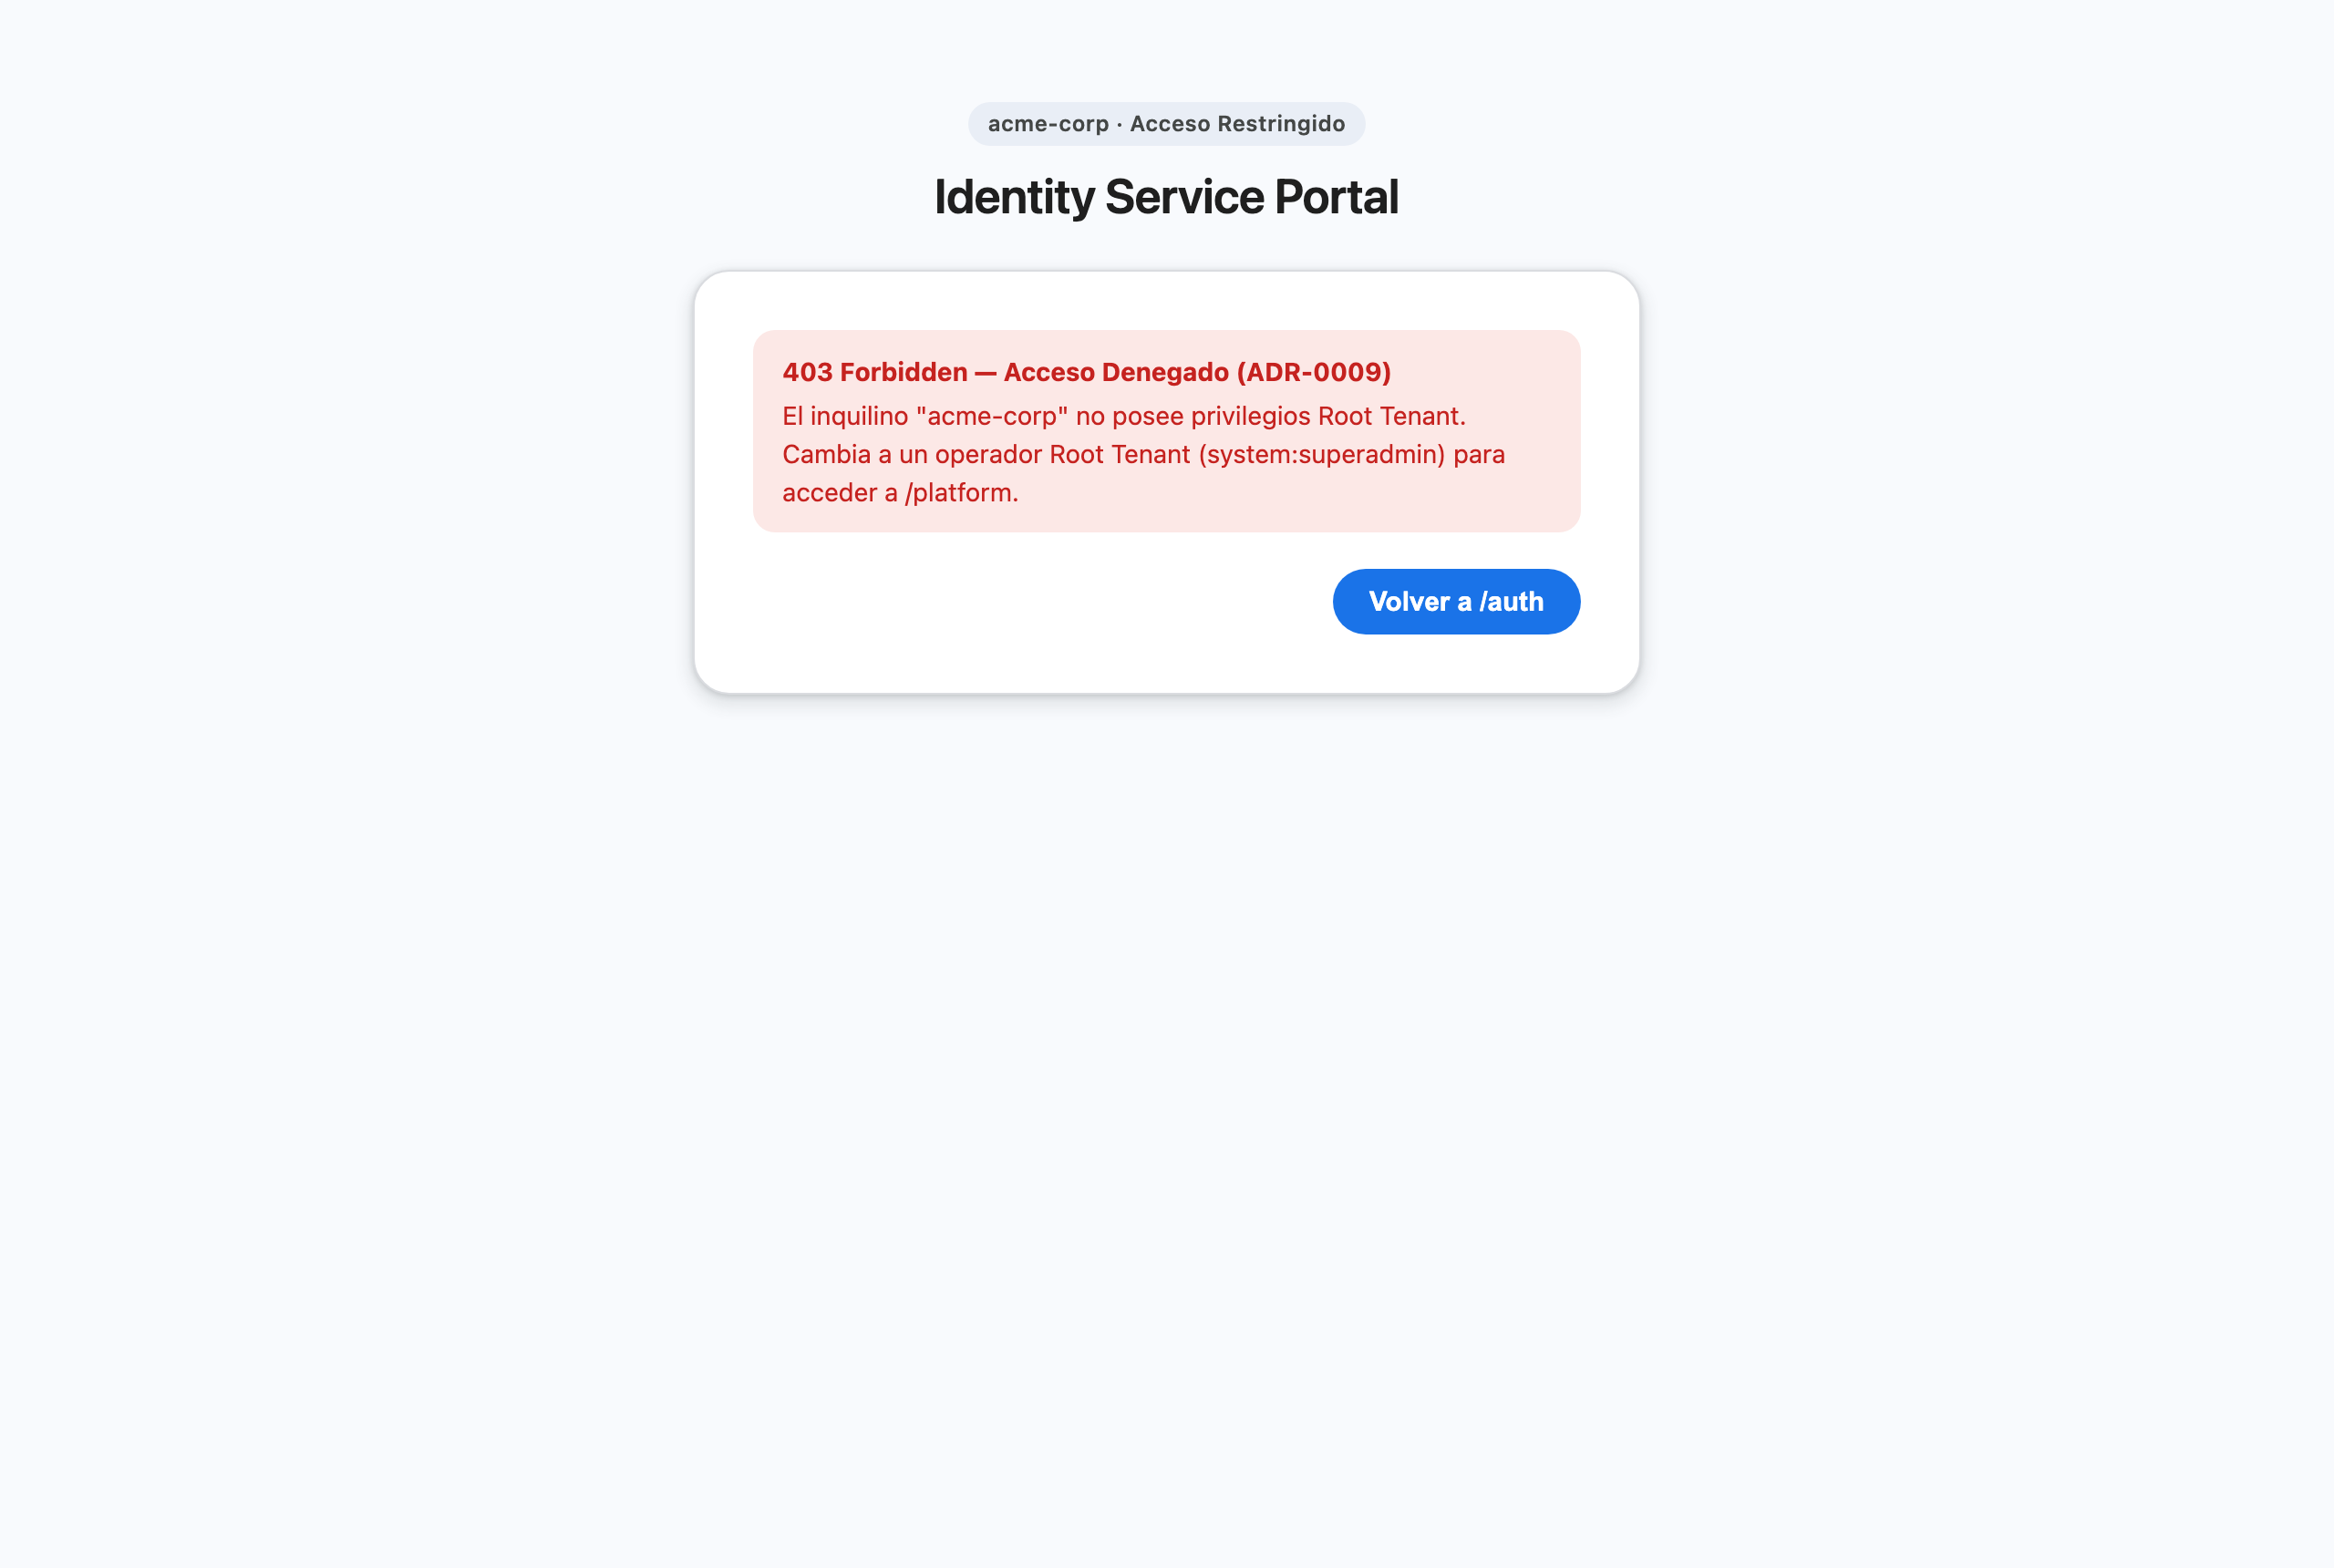 acme-corp · Acceso Restringido
Identity Service Portal
403 Forbidden — Acceso Denegado (ADR-0009)
El inquilino "acme-corp" no posee privilegios Root Tenant.
Cambia a un operador Root Tenant (system:superadmin) para
acceder a /platform.
Volver a /auth